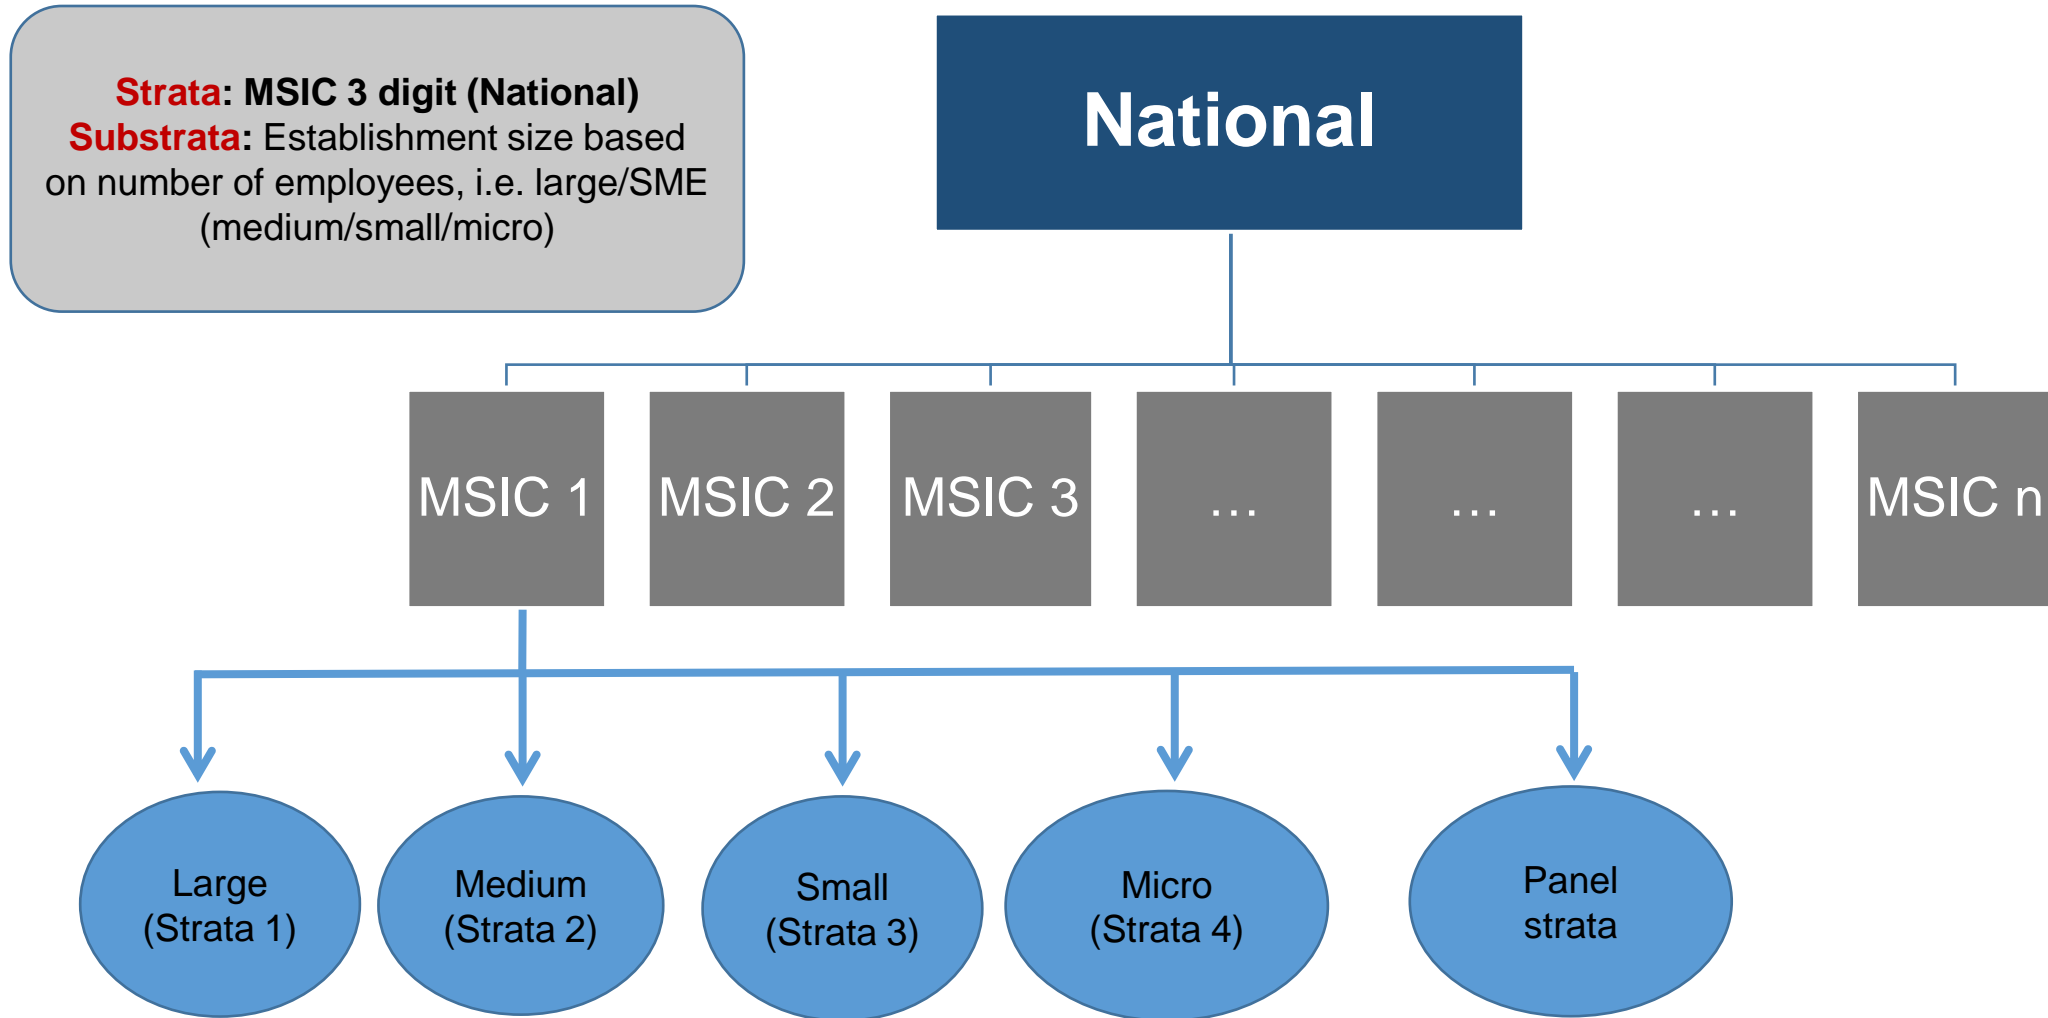 Strata: MSIC 3 digit (National)
Substrata: Establishment size based
on number of employees, i.e. large/SME
(medium/small/micro)
National
MSIC 1
MSIC 2
MSIC 3
…
…
…
MSIC n
Large
(Strata 1)
Medium
(Strata 2)
Small
(Strata 3)
Micro
(Strata 4)
Panel
strata